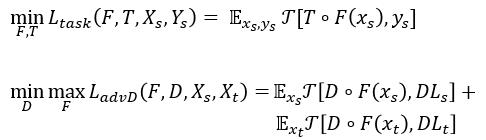 min F,T L_task(F, T, X_s, Y_s) = 𝔼_{x_s,y_s} 𝒯[T ∘ F(x_s), y_s]
min D max F L_advD(F, D, X_s, X_t) = 𝔼_{x_s} 𝒯[D ∘ F(x_s), DL_s] +
𝔼_{x_t} 𝒯[D ∘ F(x_t), DL_t]